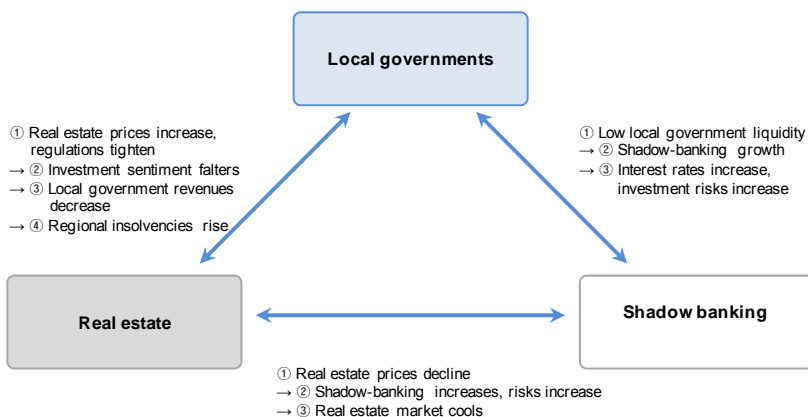 Local governments
① Real estate prices increase,
regulations tighten
→ ② Investment sentiment falters
→ ③ Local government revenues
decrease
→ ④ Regional insolvencies rise
① Low local government liquidity
→ ② Shadow-banking growth
→ ③ Interest rates increase,
investment risks increase
Real estate
Shadow banking
① Real estate prices decline
→ ② Shadow-banking increases, risks increase
→ ③ Real estate market cools